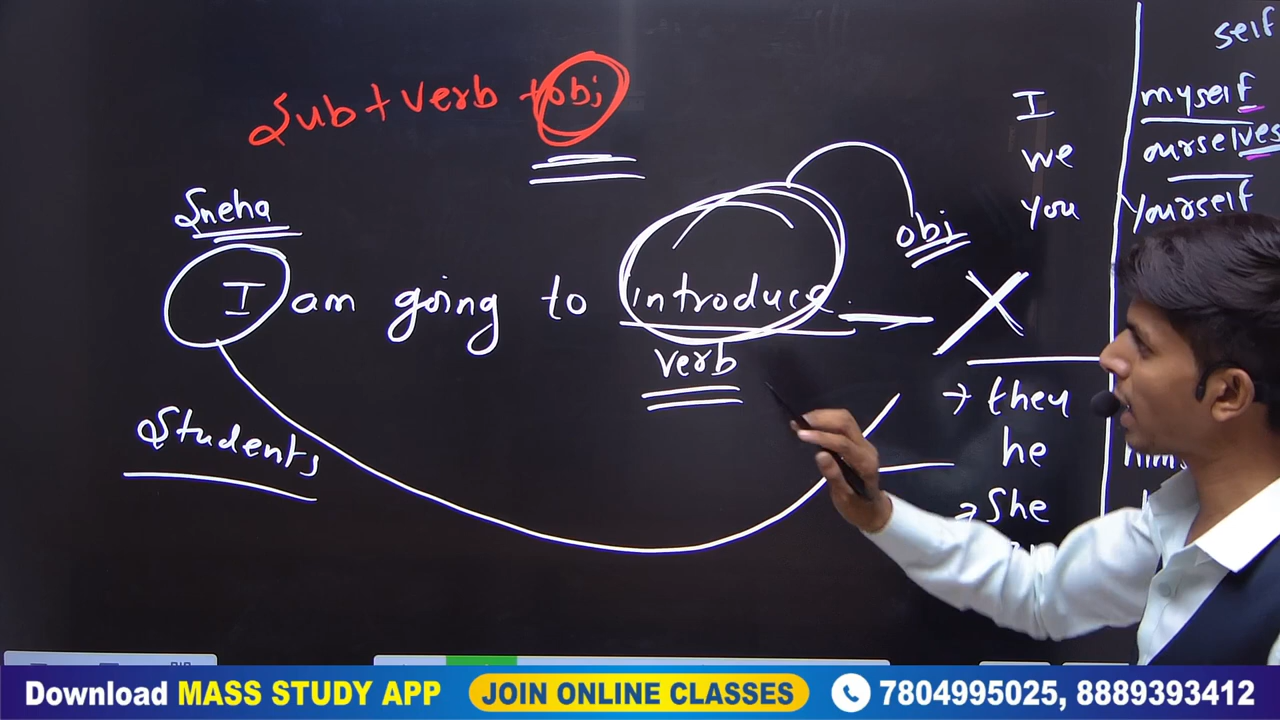 Sub + verb + obj
Sneha
I am going to introduce.
verb
obj
Students
self
I myself
we ourselves
you yourself
→ they
he
→ She
Download MASS STUDY APP
JOIN ONLINE CLASSES
7804995025, 8889393412